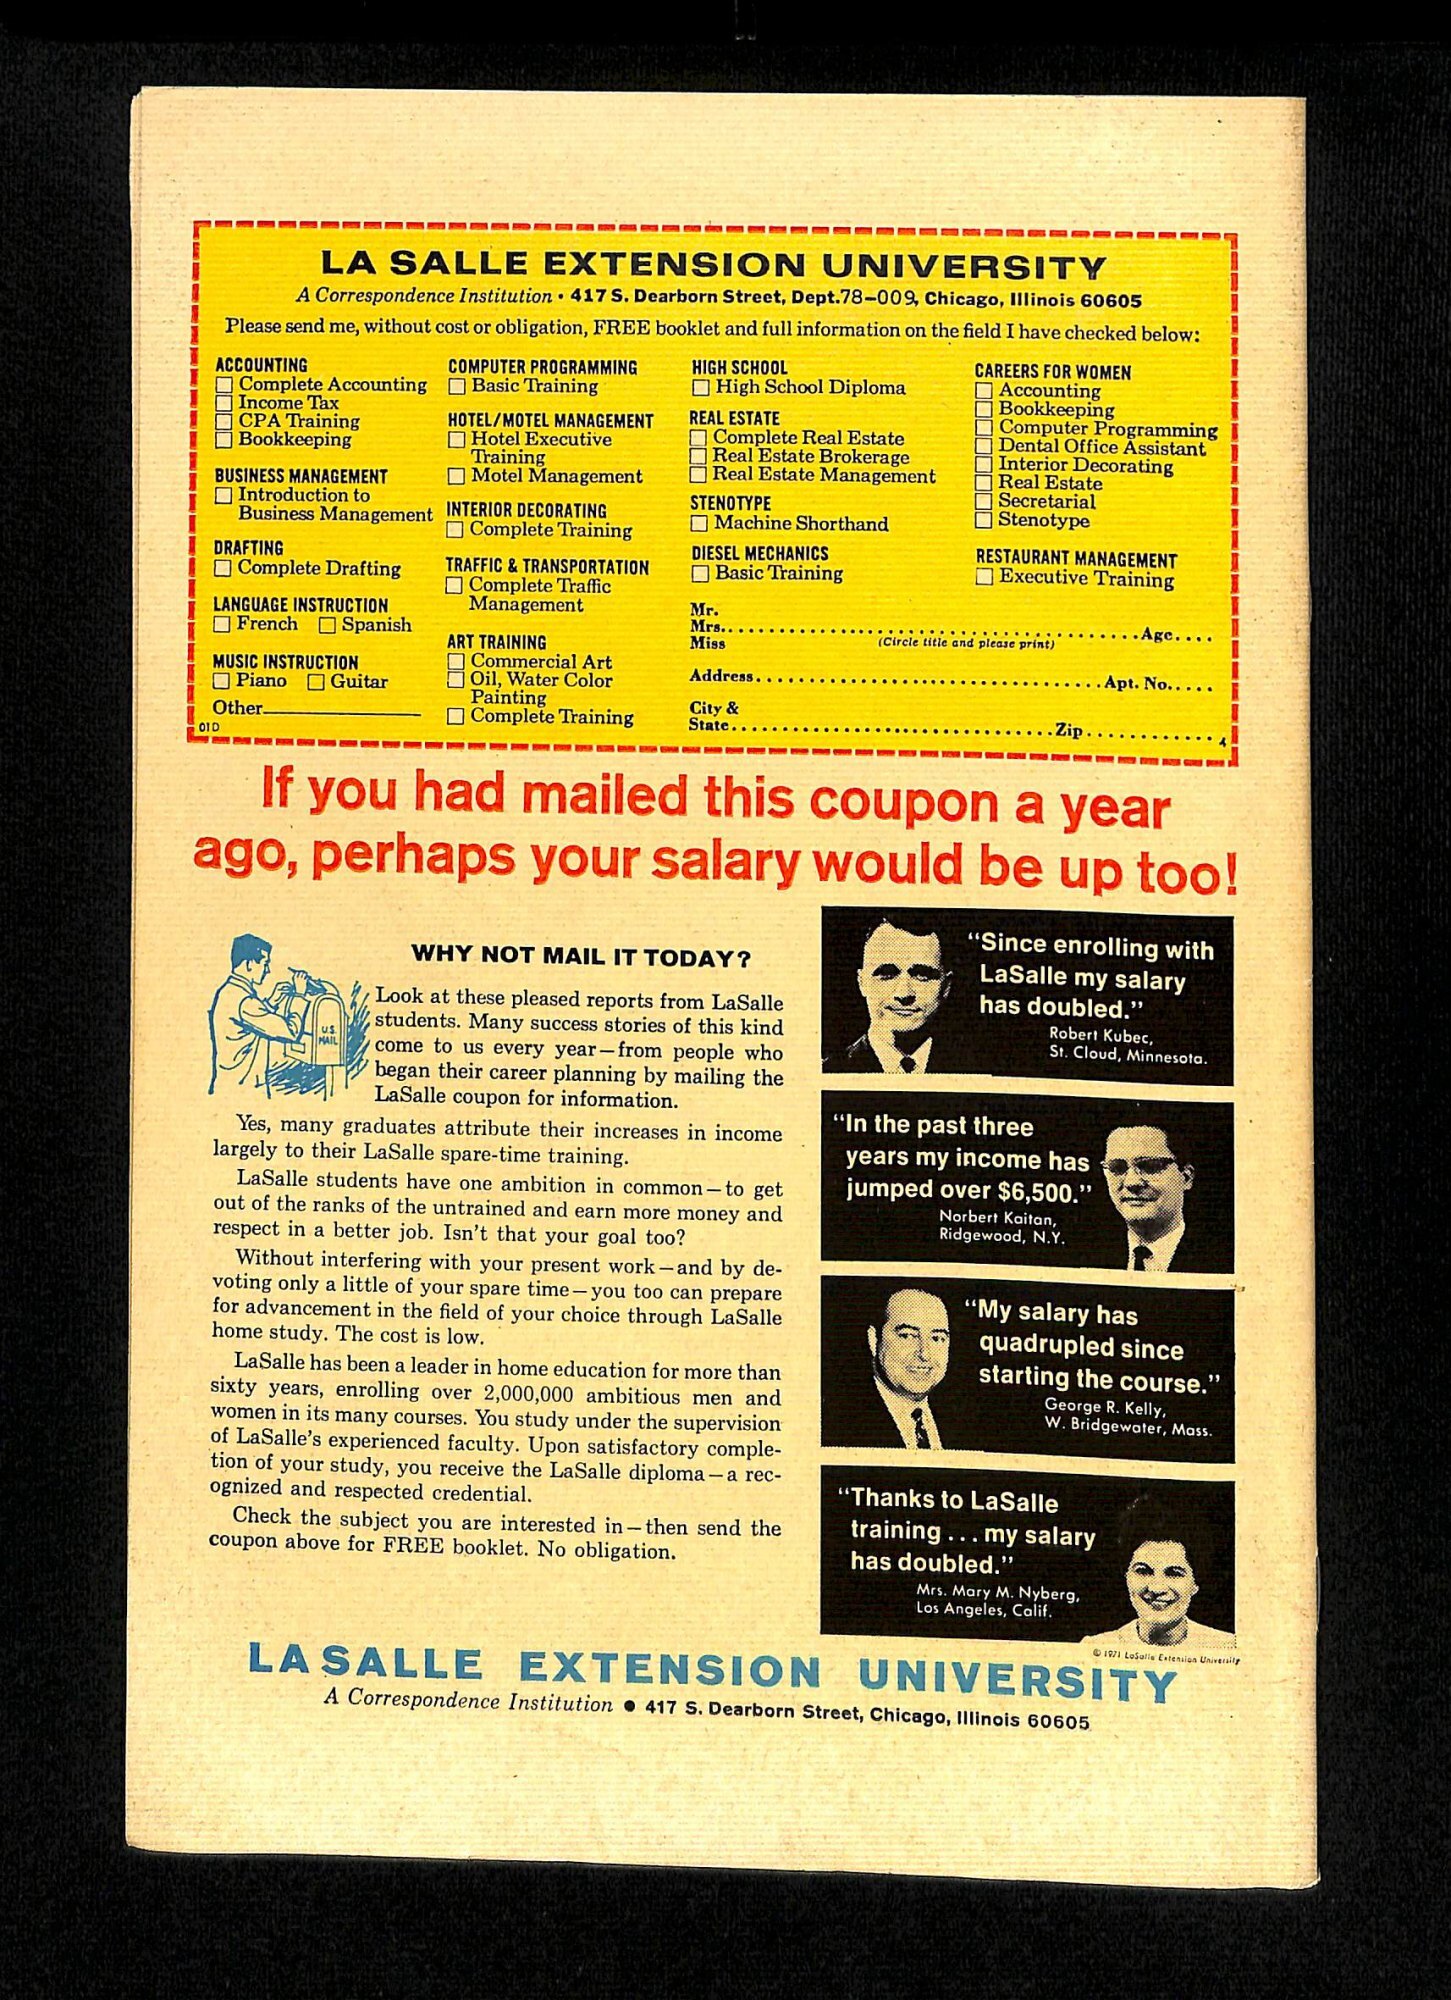 LA SALLE EXTENSION UNIVERSITY
A Correspondence Institution • 417 S. Dearborn Street, Dept.78-009, Chicago, Illinois 60605
Please send me, without cost or obligation, FREE booklet and full information on the field I have checked below:
ACCOUNTING
Complete Accounting
Income Tax
CPA Training
Bookkeeping
BUSINESS MANAGEMENT
Introduction to
Business Management
DRAFTING
Complete Drafting
LANGUAGE INSTRUCTION
French Spanish
MUSIC INSTRUCTION
Piano Guitar
Other
01D
COMPUTER PROGRAMMING
Basic Training
HOTEL/MOTEL MANAGEMENT
Hotel Executive
Training
Motel Management
INTERIOR DECORATING
Complete Training
TRAFFIC & TRANSPORTATION
Complete Traffic
Management
ART TRAINING
Commercial Art
Oil, Water Color
Painting
Complete Training
HIGH SCHOOL
High School Diploma
REAL ESTATE
Complete Real Estate
Real Estate Brokerage
Real Estate Management
STENOTYPE
Machine Shorthand
DIESEL MECHANICS
Basic Training
CAREERS FOR WOMEN
Accounting
Bookkeeping
Computer Programming
Dental Office Assistant
Interior Decorating
Real Estate
Secretarial
Stenotype
RESTAURANT MANAGEMENT
Executive Training
Mr.
Mrs. Age
Miss (Circle title and please print)
Address Apt. No.
City &
State Zip
4
If you had mailed this coupon a year
ago, perhaps your salary would be up too!
WHY NOT MAIL IT TODAY?
U.S.
MAIL
Look at these pleased reports from LaSalle
students. Many success stories of this kind
come to us every year—from people who
began their career planning by mailing the
LaSalle coupon for information.
Yes, many graduates attribute their increases in income
largely to their LaSalle spare-time training.
LaSalle students have one ambition in common—to get
out of the ranks of the untrained and earn more money and
respect in a better job. Isn't that your goal too?
Without interfering with your present work—and by de-
voting only a little of your spare time—you too can prepare
for advancement in the field of your choice through LaSalle
home study. The cost is low.
LaSalle has been a leader in home education for more than
sixty years, enrolling over 2,000,000 ambitious men and
women in its many courses. You study under the supervision
of LaSalle's experienced faculty. Upon satisfactory comple-
tion of your study, you receive the LaSalle diploma—a rec-
ognized and respected credential.
Check the subject you are interested in—then send the
coupon above for FREE booklet. No obligation.
"Since enrolling with
LaSalle my salary
has doubled."
Robert Kubec,
St. Cloud, Minnesota.
"In the past three
years my income has
jumped over $6,500."
Norbert Kaitan,
Ridgewood, N.Y.
"My salary has
quadrupled since
starting the course."
George R. Kelly,
W. Bridgewater, Mass.
"Thanks to LaSalle
training ... my salary
has doubled."
Mrs. Mary M. Nyberg,
Los Angeles, Calif.
© 1971 LaSalle Extension University
LASALLE EXTENSION UNIVERSITY
A Correspondence Institution • 417 S. Dearborn Street, Chicago, Illinois 60605